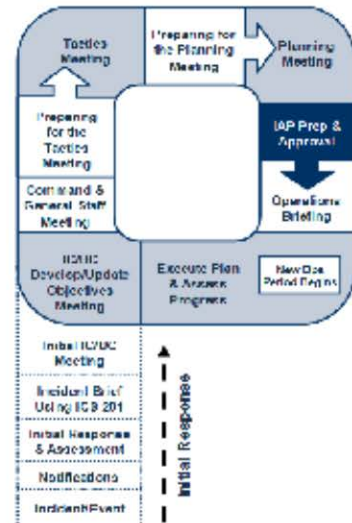 Tactics
Meeting
Preparing for
the Planning
Meeting
Planning
Meeting
Preparing
for the
Tactics
Meeting
IAP Prep &
Approval
Command &
General Staff
Meeting
Operations
Briefing
IC/UC
Develop/Update
Objectives
Meeting
Execute Plan
& Assess
Progress
New Ops
Period Begins
Initial IC/UC
Meeting
Incident Brief
Using ICS 201
Initial Response
& Assessment
Notifications
Incident/Event
Initial Response